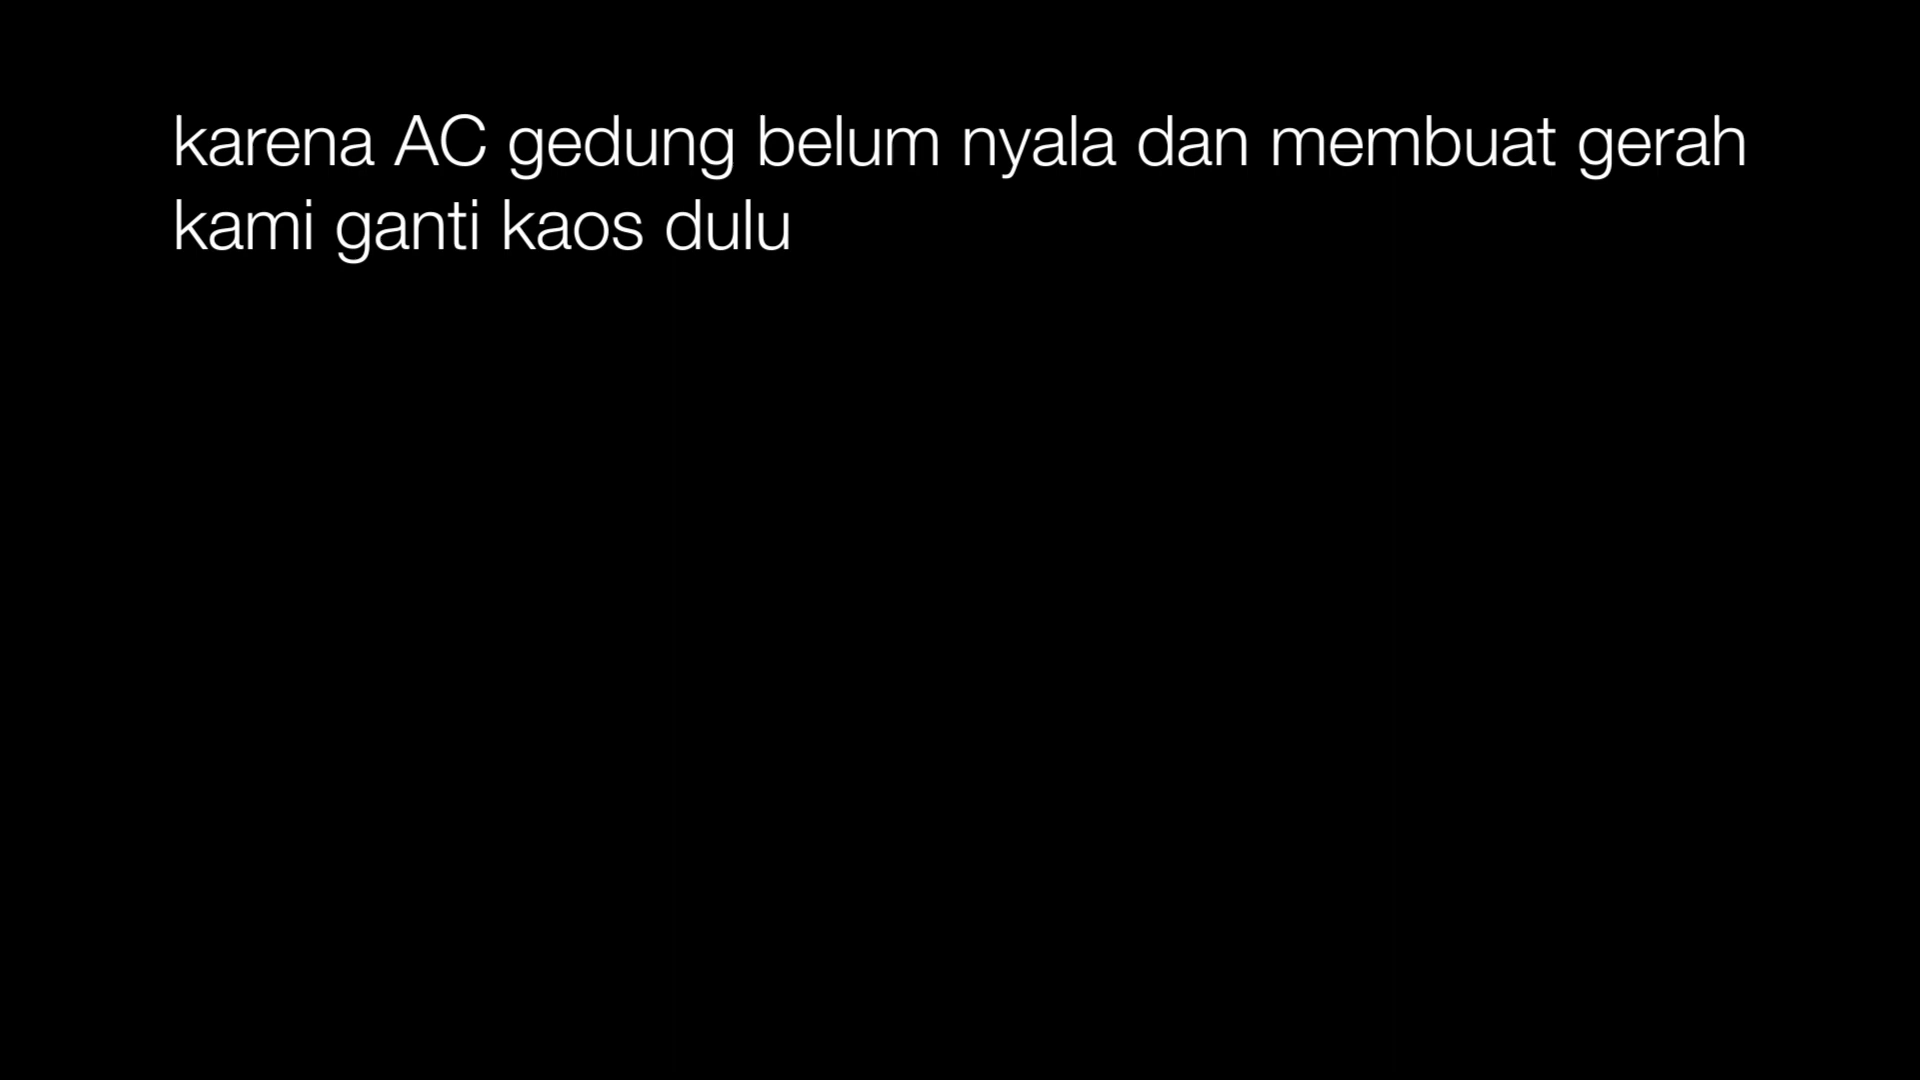 karena AC gedung belum nyala dan membuat gerah
kami ganti kaos dulu